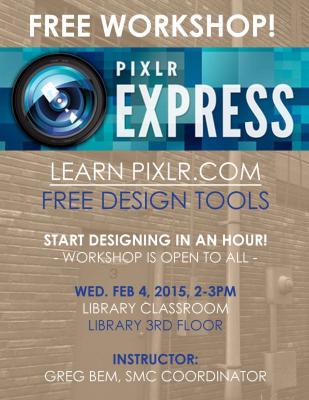 FREE WORKSHOP!
PIXLR
EXPRESS
LEARN PIXLR.COM
FREE DESIGN TOOLS
START DESIGNING IN AN HOUR!
- WORKSHOP IS OPEN TO ALL -
3
WED. FEB 4, 2015, 2-3PM
LIBRARY CLASSROOM
LIBRARY 3RD FLOOR
INSTRUCTOR:
GREG BEM, SMC COORDINATOR